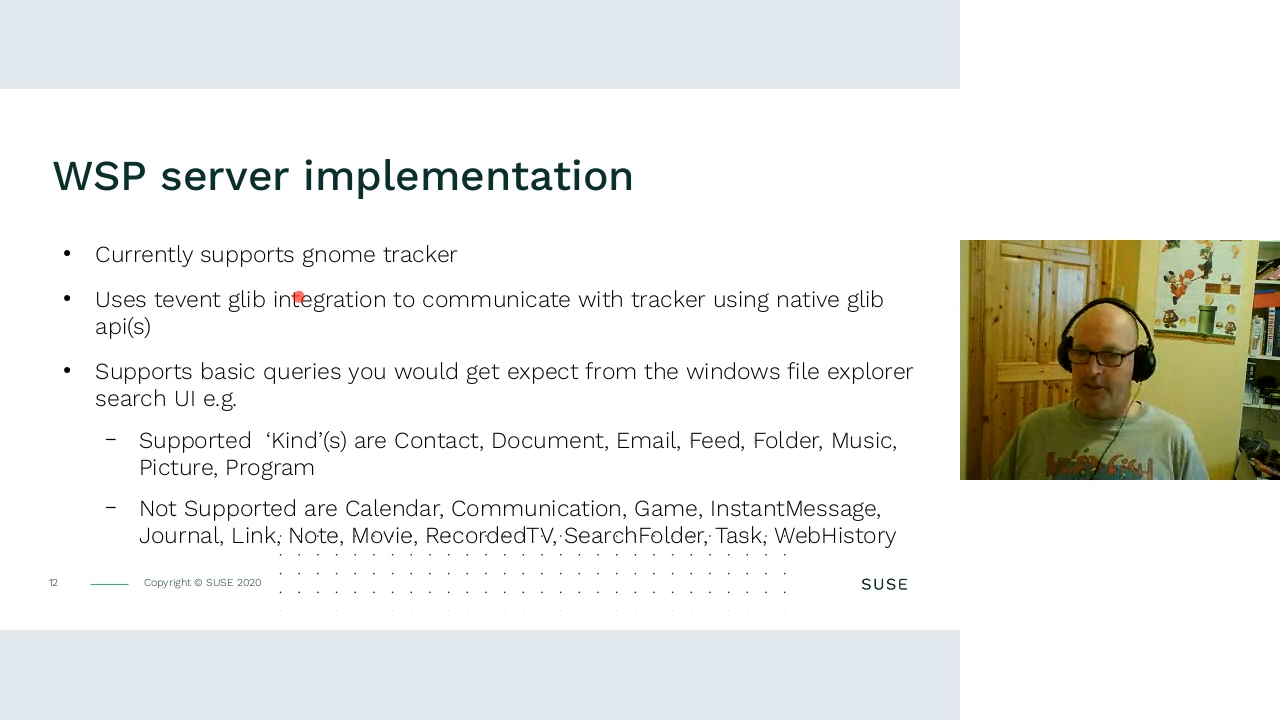 WSP server implementation
• Currently supports gnome tracker
• Uses tevent glib integration to communicate with tracker using native glib
api(s)
• Supports basic queries you would get expect from the windows file explorer
search UI e.g.
– Supported ‘Kind’(s) are Contact, Document, Email, Feed, Folder, Music,
Picture, Program
– Not Supported are Calendar, Communication, Game, InstantMessage,
Journal, Link, Note, Movie, RecordedTV, SearchFolder, Task, WebHistory
12 Copyright © SUSE 2020 SUSE